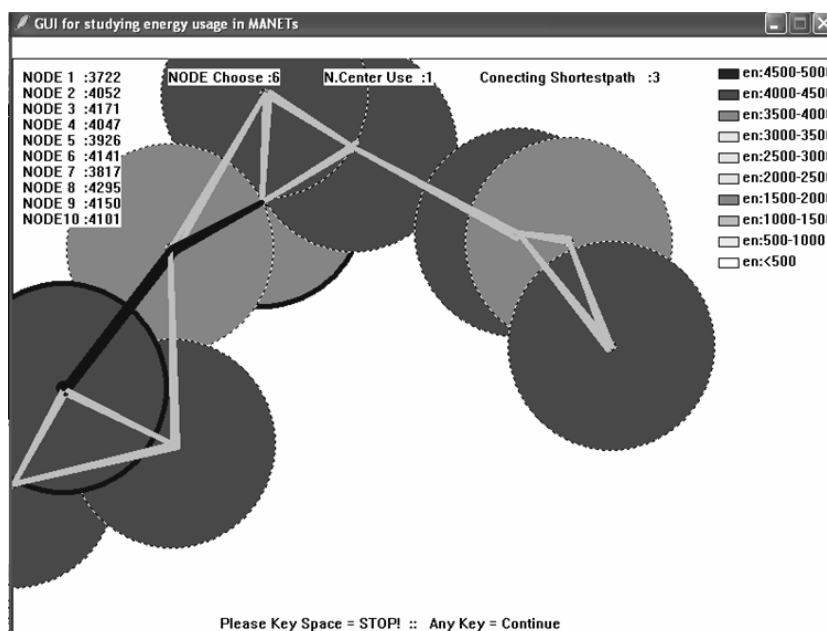 GUI for studying energy usage in MANETs
NODE 1 :3722
NODE 2 :4052
NODE 3 :4171
NODE 4 :4047
NODE 5 :3926
NODE 6 :4141
NODE 7 :3817
NODE 8 :4295
NODE 9 :4150
NODE10 :4101
NODE Choose :6
N.Center Use :1
Conecting Shortestpath :3
en:4500-5000
en:4000-4500
en:3500-4000
en:3000-3500
en:2500-3000
en:2000-2500
en:1500-2000
en:1000-1500
en:500-1000
en:<500
Please Key Space = STOP! :: Any Key = Continue